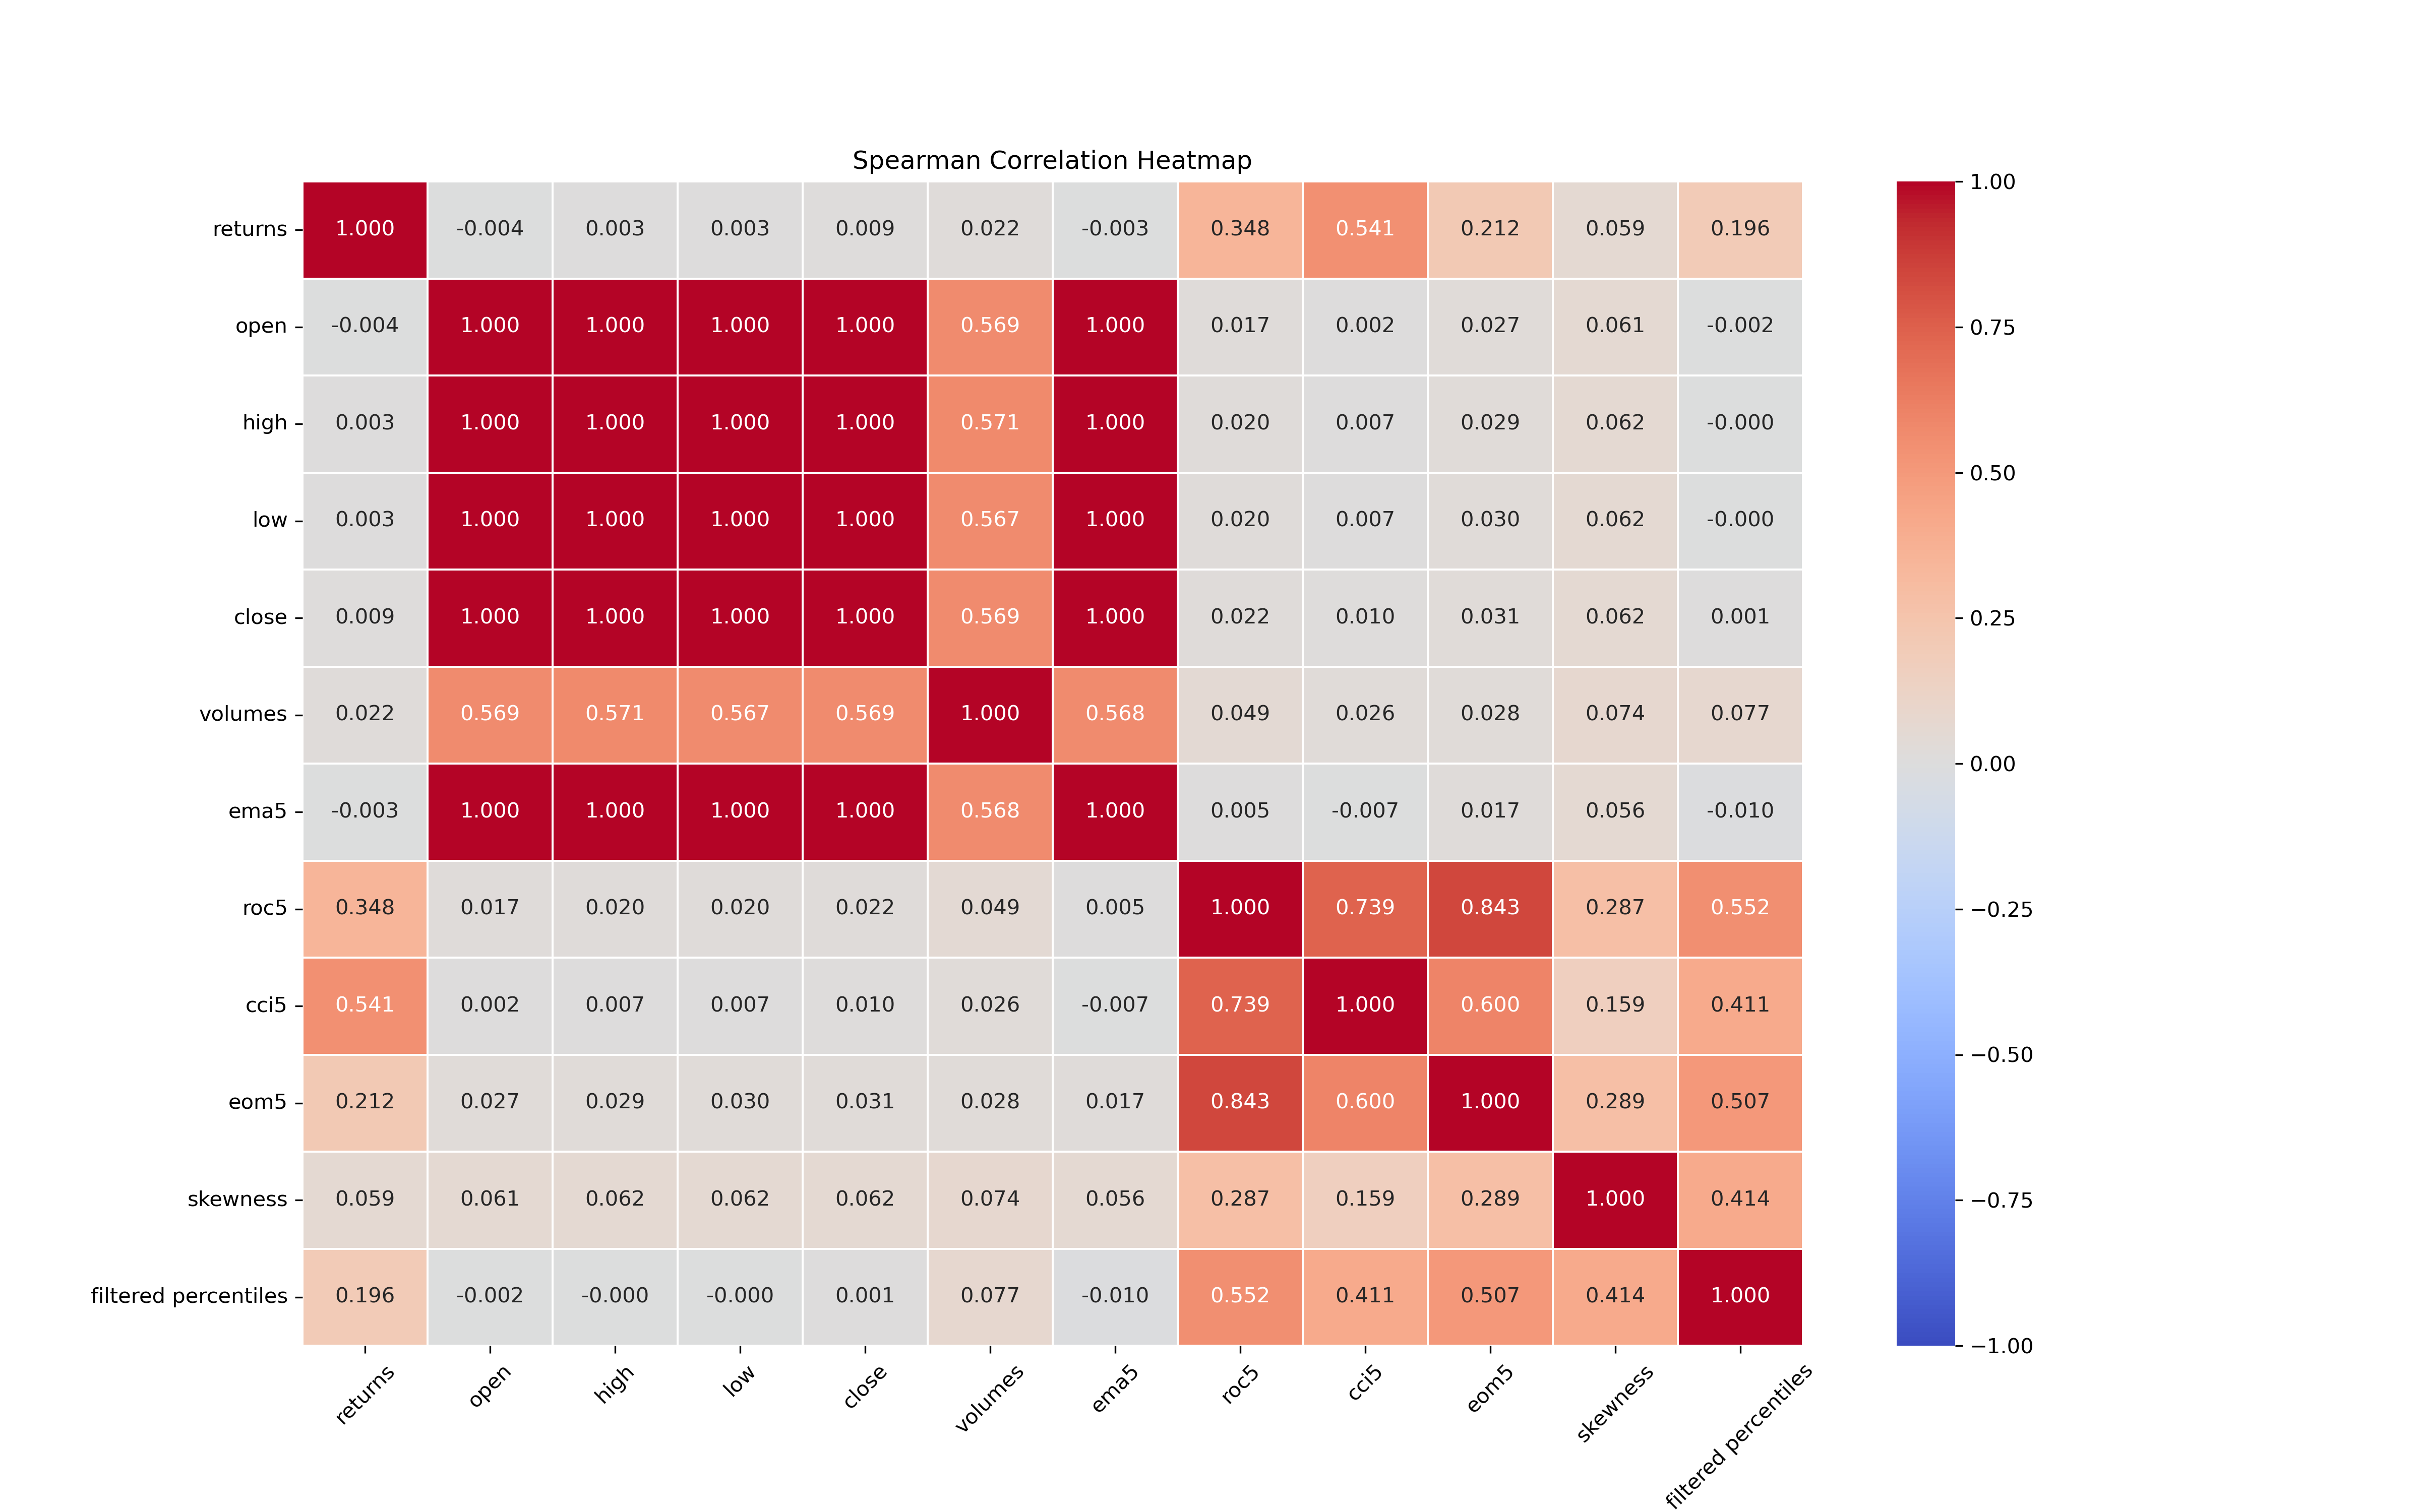 Spearman Correlation Heatmap
returns 1.000 -0.004 0.003 0.003 0.009 0.022 -0.003 0.348 0.541 0.212 0.059 0.196
open -0.004 1.000 1.000 1.000 1.000 0.569 1.000 0.017 0.002 0.027 0.061 -0.002
high 0.003 1.000 1.000 1.000 1.000 0.571 1.000 0.020 0.007 0.029 0.062 -0.000
low 0.003 1.000 1.000 1.000 1.000 0.567 1.000 0.020 0.007 0.030 0.062 -0.000
close 0.009 1.000 1.000 1.000 1.000 0.569 1.000 0.022 0.010 0.031 0.062 0.001
volumes 0.022 0.569 0.571 0.567 0.569 1.000 0.568 0.049 0.026 0.028 0.074 0.077
ema5 -0.003 1.000 1.000 1.000 1.000 0.568 1.000 0.005 -0.007 0.017 0.056 -0.010
roc5 0.348 0.017 0.020 0.020 0.022 0.049 0.005 1.000 0.739 0.843 0.287 0.552
cci5 0.541 0.002 0.007 0.007 0.010 0.026 -0.007 0.739 1.000 0.600 0.159 0.411
eom5 0.212 0.027 0.029 0.030 0.031 0.028 0.017 0.843 0.600 1.000 0.289 0.507
skewness 0.059 0.061 0.062 0.062 0.062 0.074 0.056 0.287 0.159 0.289 1.000 0.414
filtered percentiles 0.196 -0.002 -0.000 -0.000 0.001 0.077 -0.010 0.552 0.411 0.507 0.414 1.000
returns open high low close volumes ema5 roc5 cci5 eom5 skewness filtered percentiles
1.00
0.75
0.50
0.25
0.00
−0.25
−0.50
−0.75
−1.00